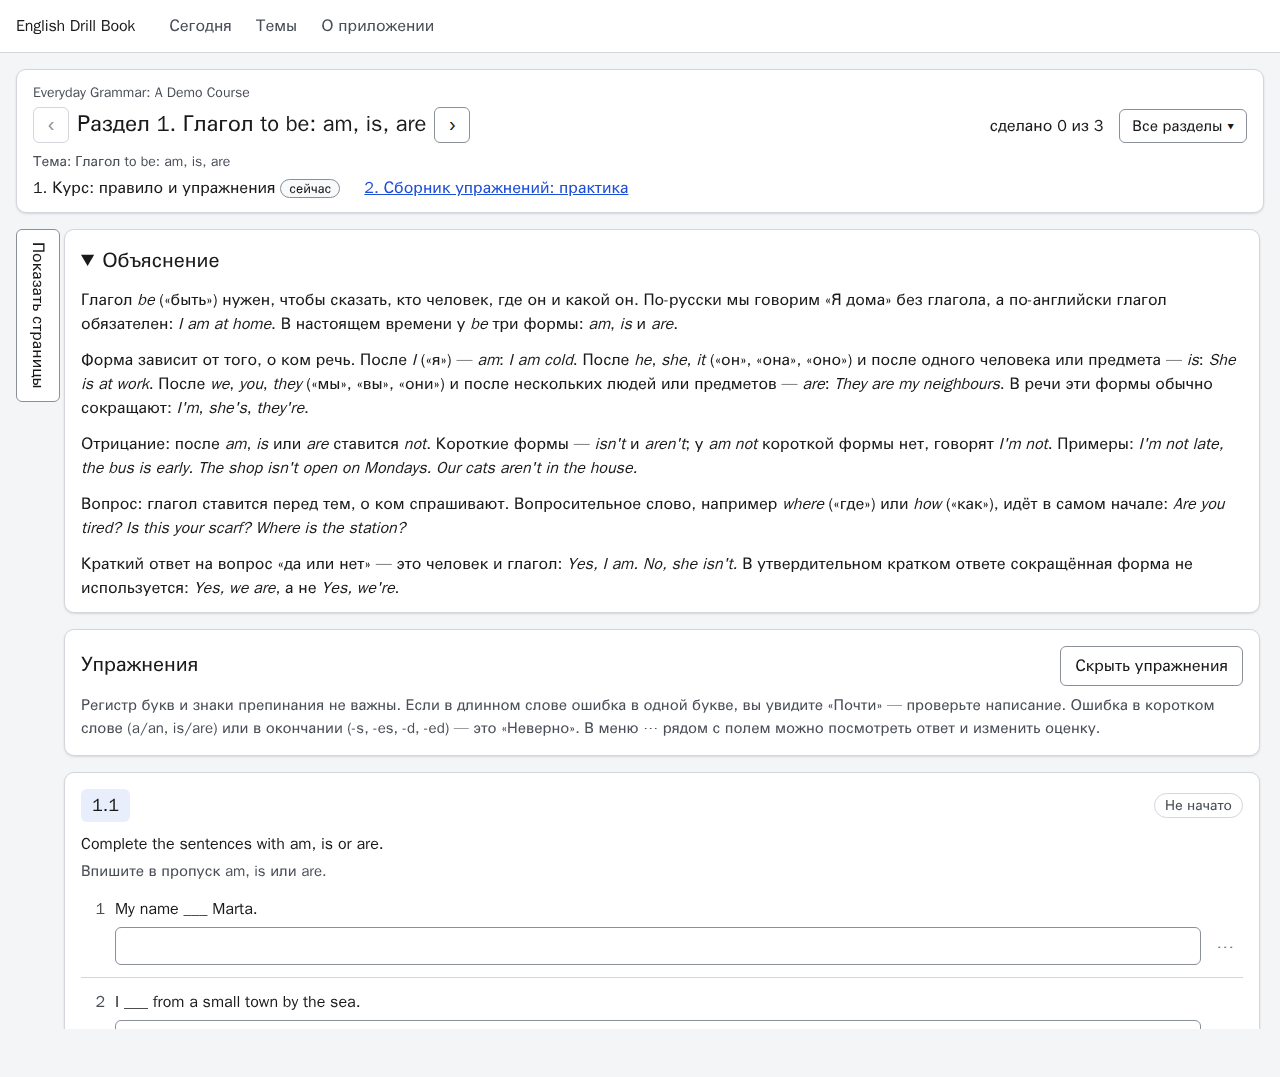 English Drill Book
Сегодня
Темы
О приложении
Everyday Grammar: A Demo Course
‹ Раздел 1. Глагол to be: am, is, are ›
сделано 0 из 3
Все разделы ▾
Тема: Глагол to be: am, is, are
1. Курс: правило и упражнения сейчас
2. Сборник упражнений: практика
Показать страницы
▼ Объяснение
Глагол be («быть») нужен, чтобы сказать, кто человек, где он и какой он. По-русски мы говорим «Я дома» без глагола, а по-английски глагол
обязателен: I am at home. В настоящем времени у be три формы: am, is и are.
Форма зависит от того, о ком речь. После I («я») — am: I am cold. После he, she, it («он», «она», «оно») и после одного человека или предмета — is: She
is at work. После we, you, they («мы», «вы», «они») и после нескольких людей или предметов — are: They are my neighbours. В речи эти формы обычно
сокращают: I'm, she's, they're.
Отрицание: после am, is или are ставится not. Короткие формы — isn't и aren't; у am not короткой формы нет, говорят I'm not. Примеры: I'm not late,
the bus is early. The shop isn't open on Mondays. Our cats aren't in the house.
Вопрос: глагол ставится перед тем, о ком спрашивают. Вопросительное слово, например where («где») или how («как»), идёт в самом начале: Are you
tired? Is this your scarf? Where is the station?
Краткий ответ на вопрос «да или нет» — это человек и глагол: Yes, I am. No, she isn't. В утвердительном кратком ответе сокращённая форма не
используется: Yes, we are, а не Yes, we're.
Упражнения
Скрыть упражнения
Регистр букв и знаки препинания не важны. Если в длинном слове ошибка в одной букве, вы увидите «Почти» — проверьте написание. Ошибка в коротком
слове (a/an, is/are) или в окончании (-s, -es, -d, -ed) — это «Неверно». В меню ··· рядом с полем можно посмотреть ответ и изменить оценку.
1.1
Не начато
Complete the sentences with am, is or are.
Впишите в пропуск am, is или are.
1 My name ___ Marta.
···
2 I ___ from a small town by the sea.